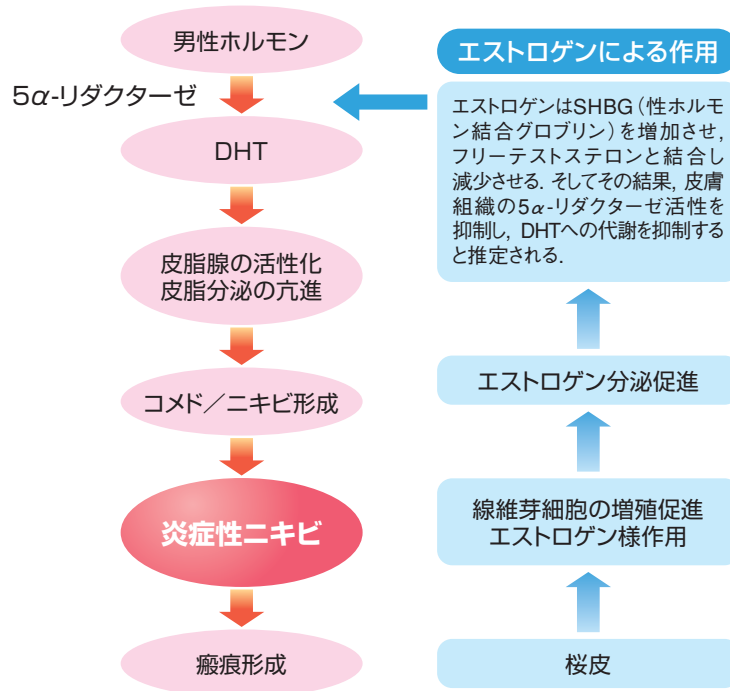 男性ホルモン
5α-リダクターゼ
DHT
皮脂腺の活性化
皮脂分泌の亢進
コメド／ニキビ形成
炎症性ニキビ
瘢痕形成
エストロゲンによる作用
エストロゲンはSHBG（性ホルモ
ン結合グロブリン）を増加させ,
フリーテストステロンと結合し
減少させる. そしてその結果, 皮膚
組織の5α-リダクターゼ活性を
抑制し, DHTへの代謝を抑制する
と推定される.
エストロゲン分泌促進
線維芽細胞の増殖促進
エストロゲン様作用
桜皮